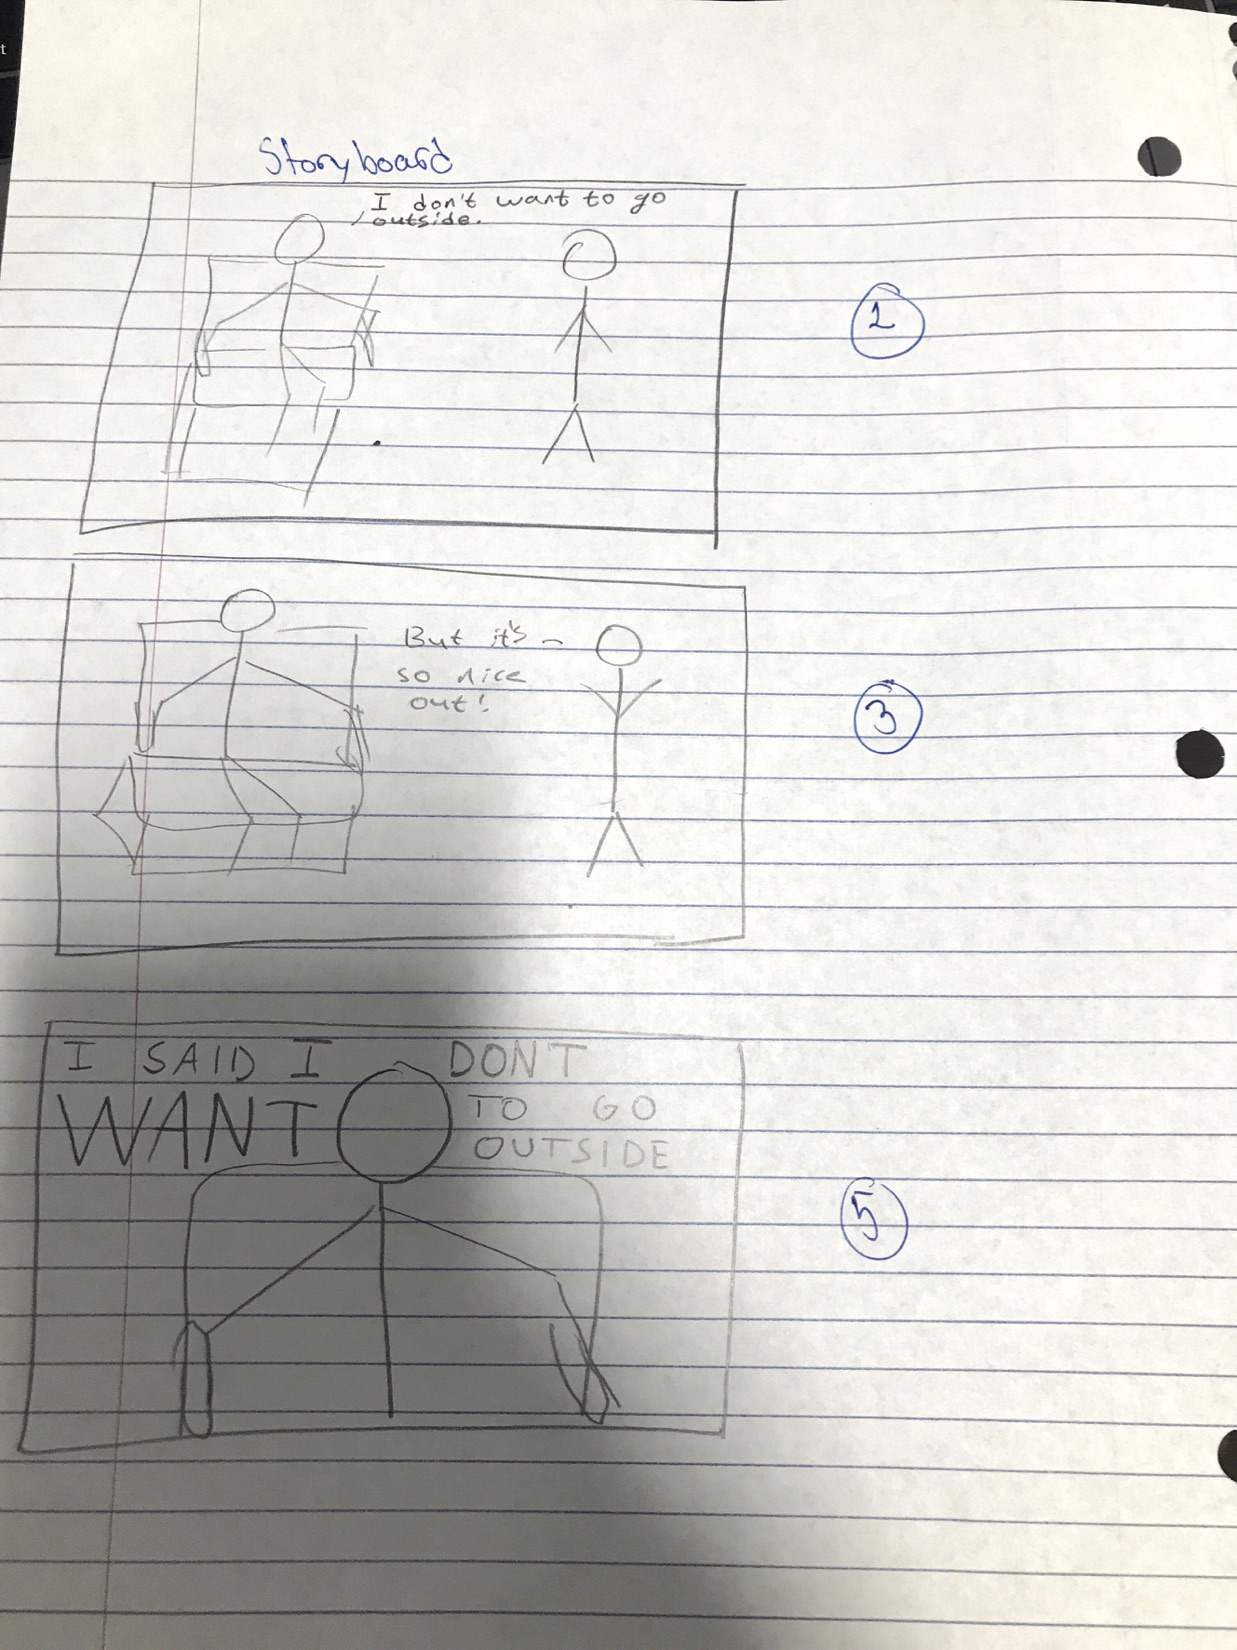 Storyboard
I don't want to go
outside.
1
But it's
so nice
out!
3
I SAID I DON'T
WANT TO GO
OUTSIDE
5
t